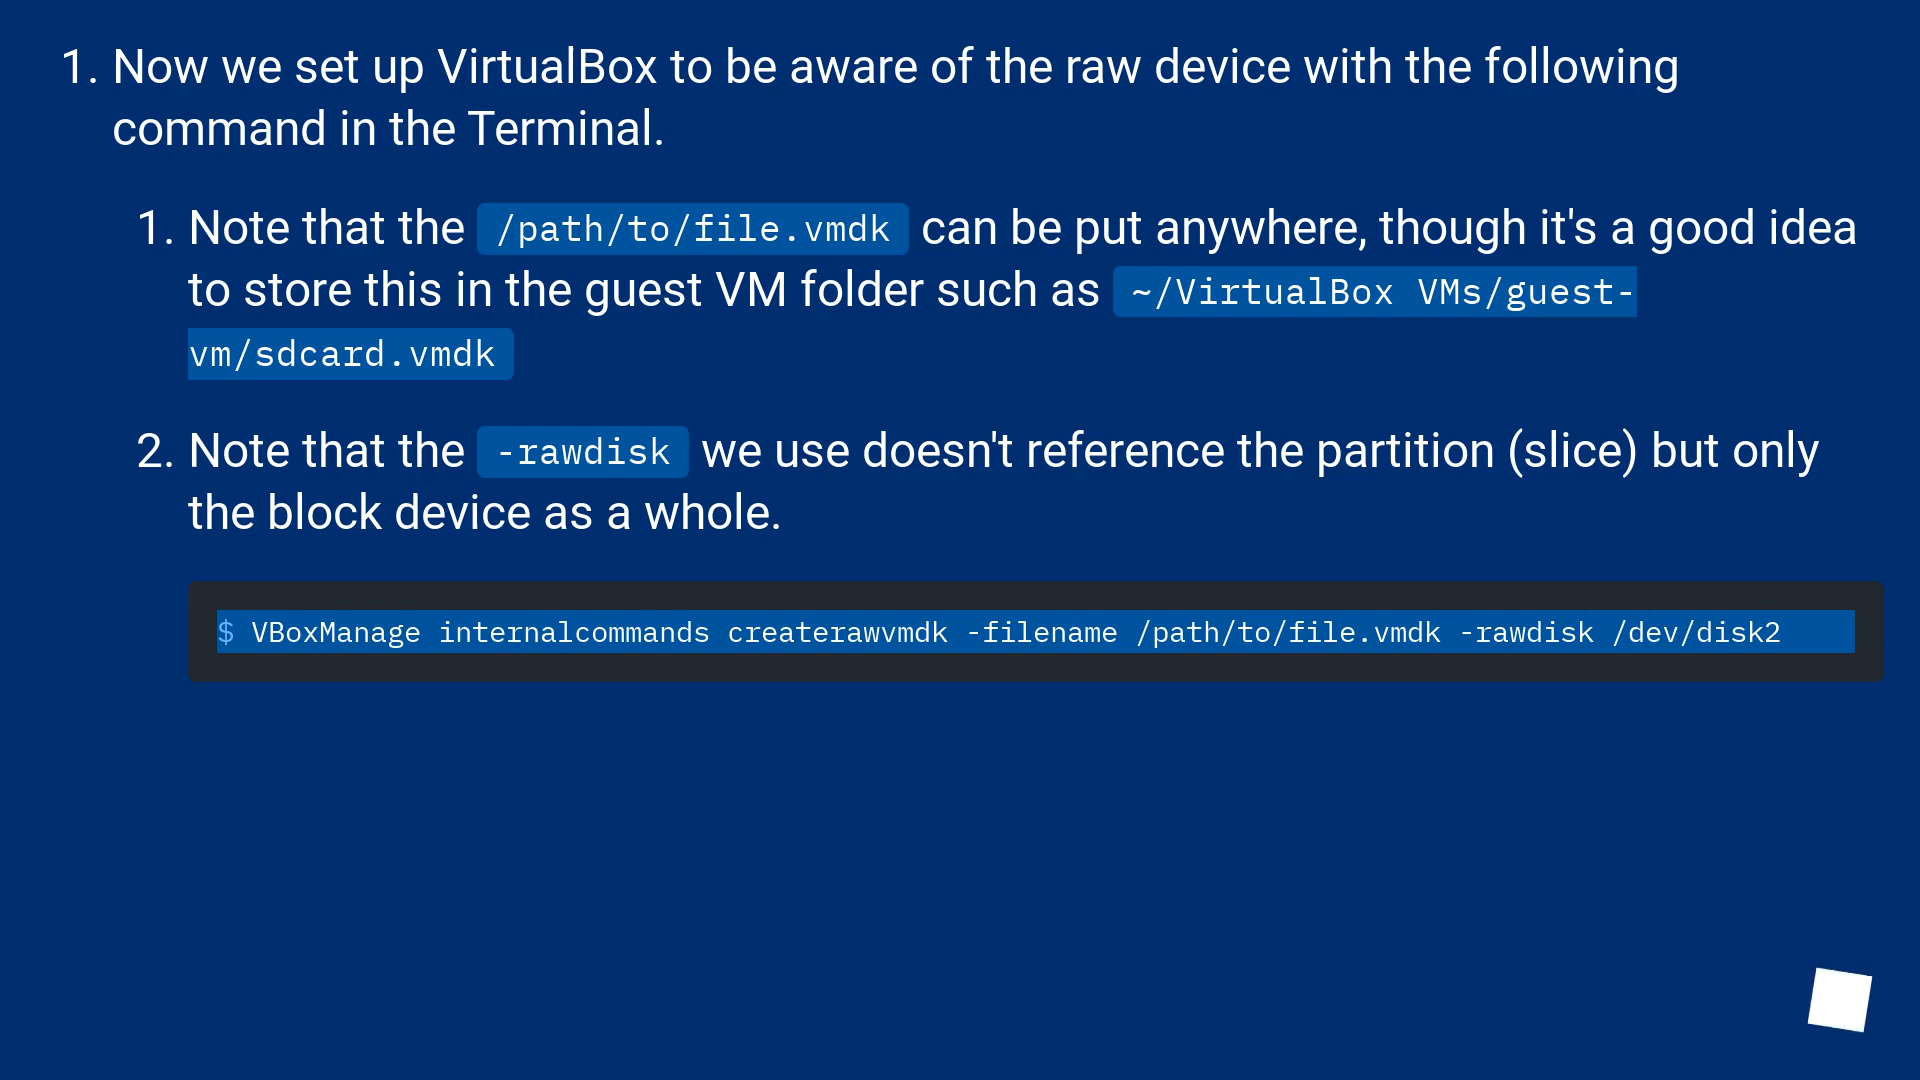 1. Now we set up VirtualBox to be aware of the raw device with the following
command in the Terminal.
1. Note that the /path/to/file.vmdk can be put anywhere, though it's a good idea
to store this in the guest VM folder such as ~/VirtualBox VMs/guest-
vm/sdcard.vmdk
2. Note that the -rawdisk we use doesn't reference the partition (slice) but only
the block device as a whole.
$ VBoxManage internalcommands createrawvmdk -filename /path/to/file.vmdk -rawdisk /dev/disk2